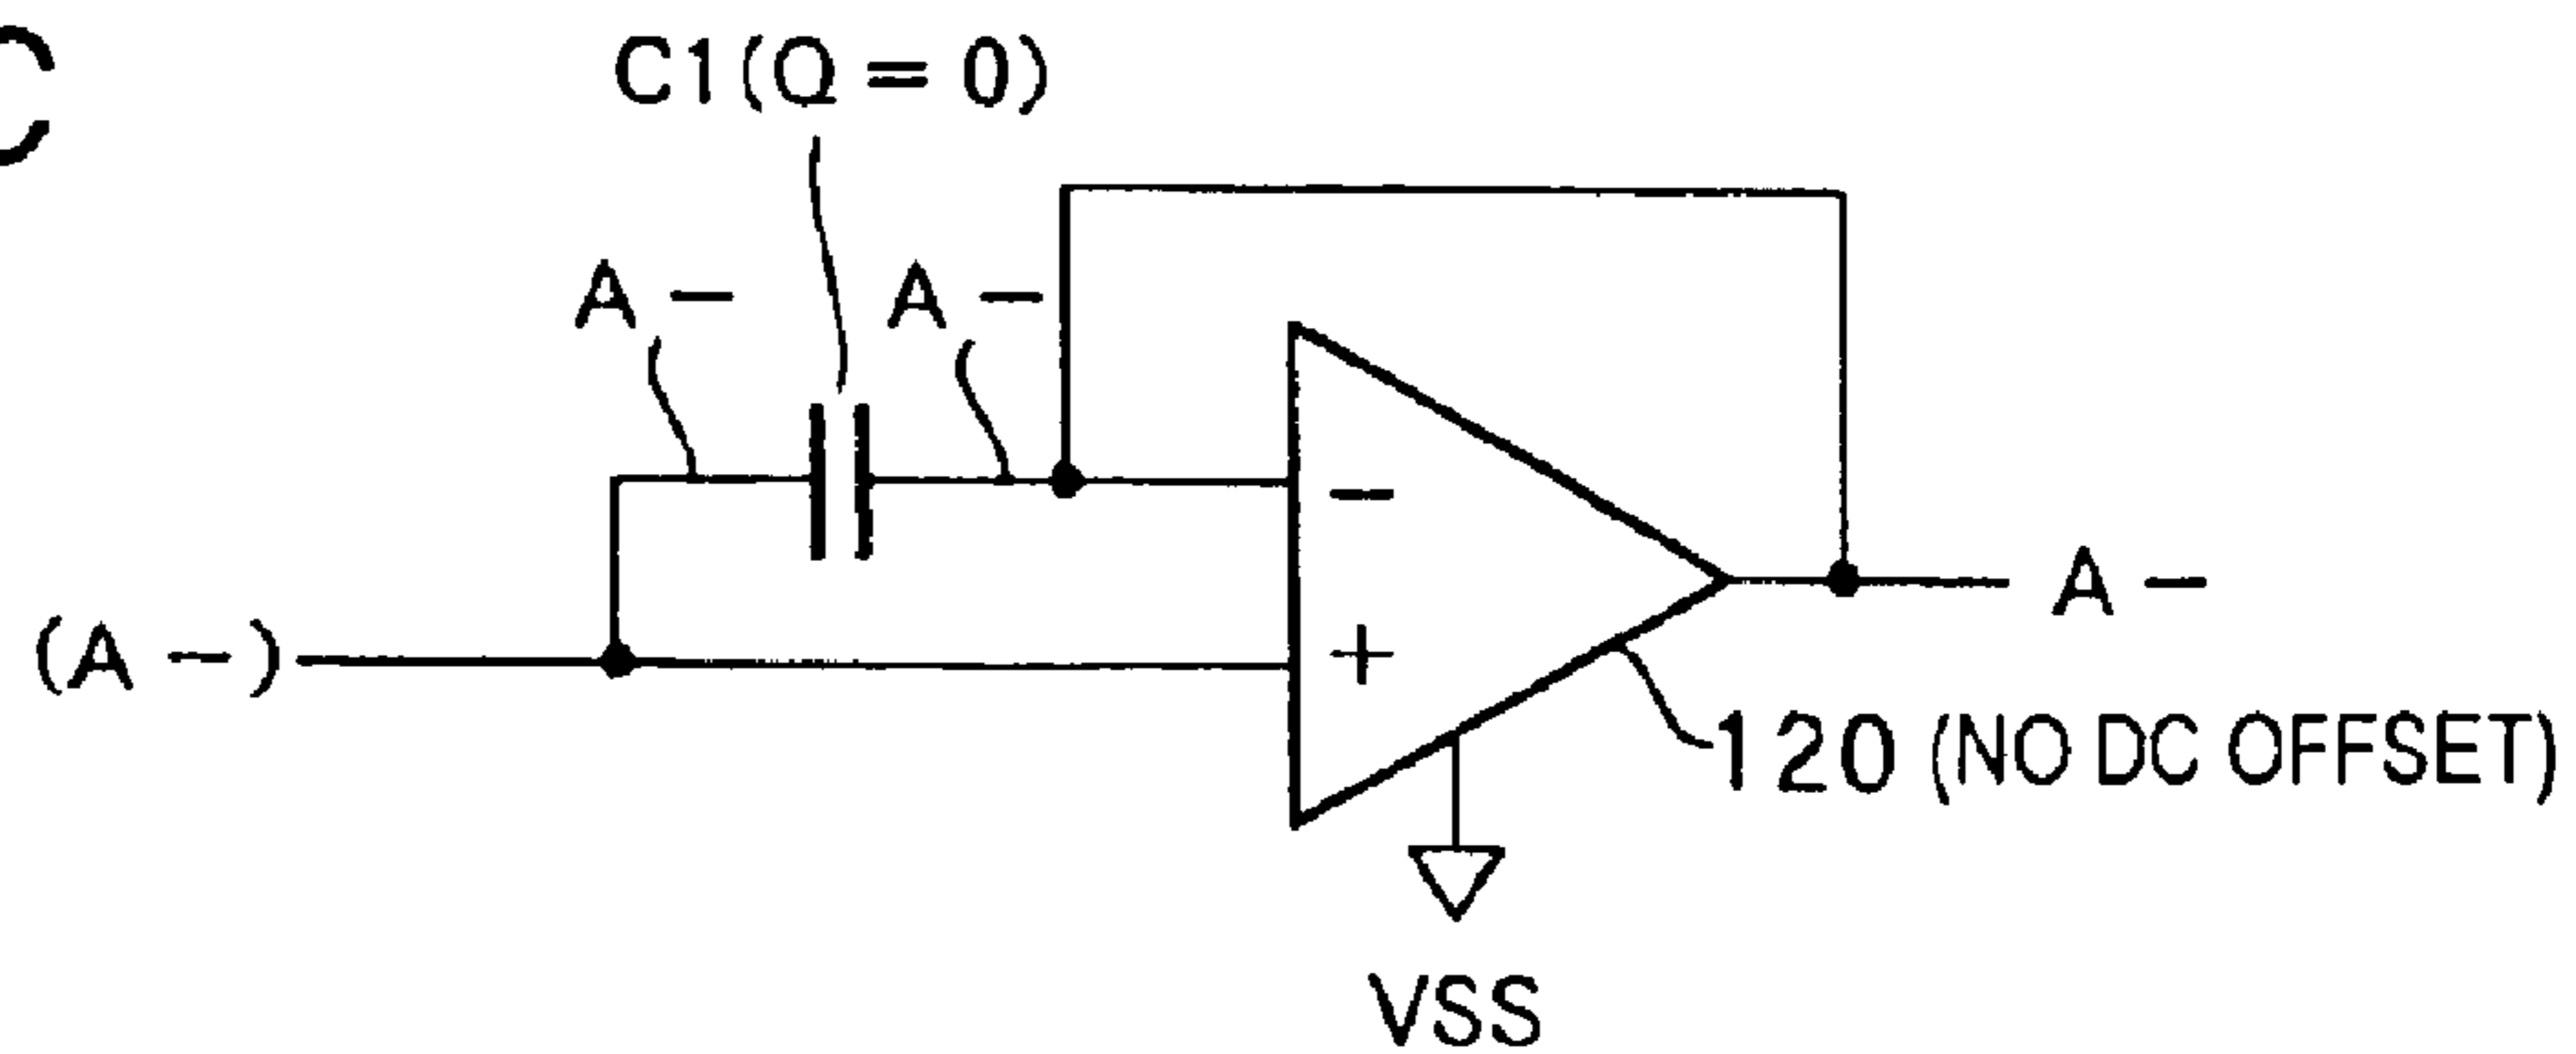 C
C1(Q = 0)
A – A –
–
(A –)
+
A –
120 (NO DC OFFSET)
VSS